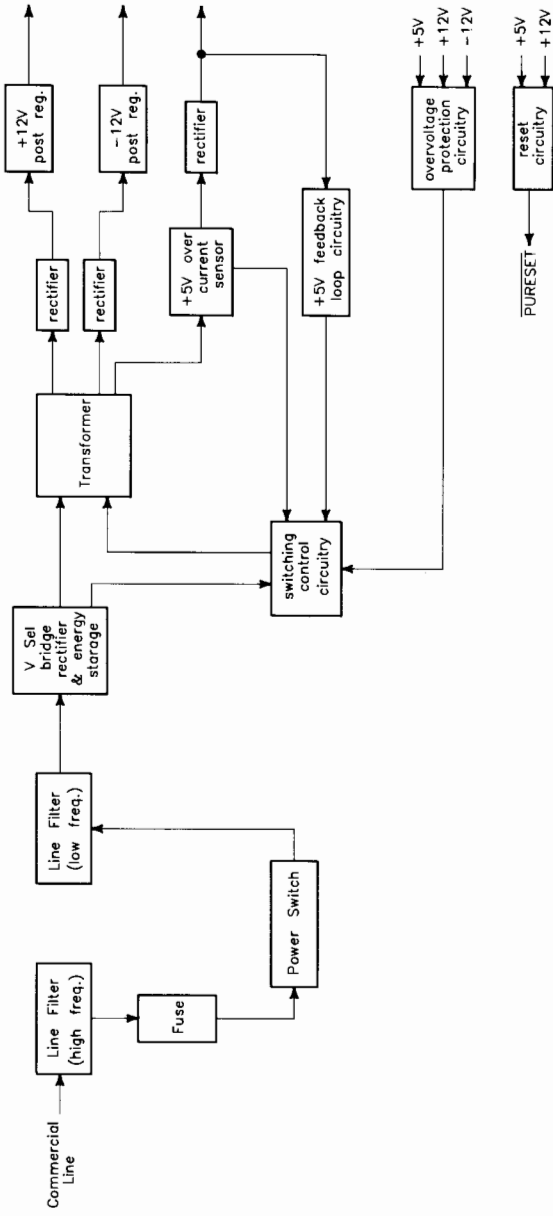 Commercial
Line
Line Filter
(high freq.)
Fuse
Power Switch
Line Filter
(low freq.)
V Sel
bridge
rectifier
& energy
starage
Transformer
switching
control
circuitry
rectifier
rectifier
+5V over
current
sensor
+5V feedback
loop circuitry
+12V
post reg.
-12V
post reg.
rectifier
overvoltage
protection
circuitry
+5V
+12V
-12V
PURESET
reset
circuitry
+5V
+12V